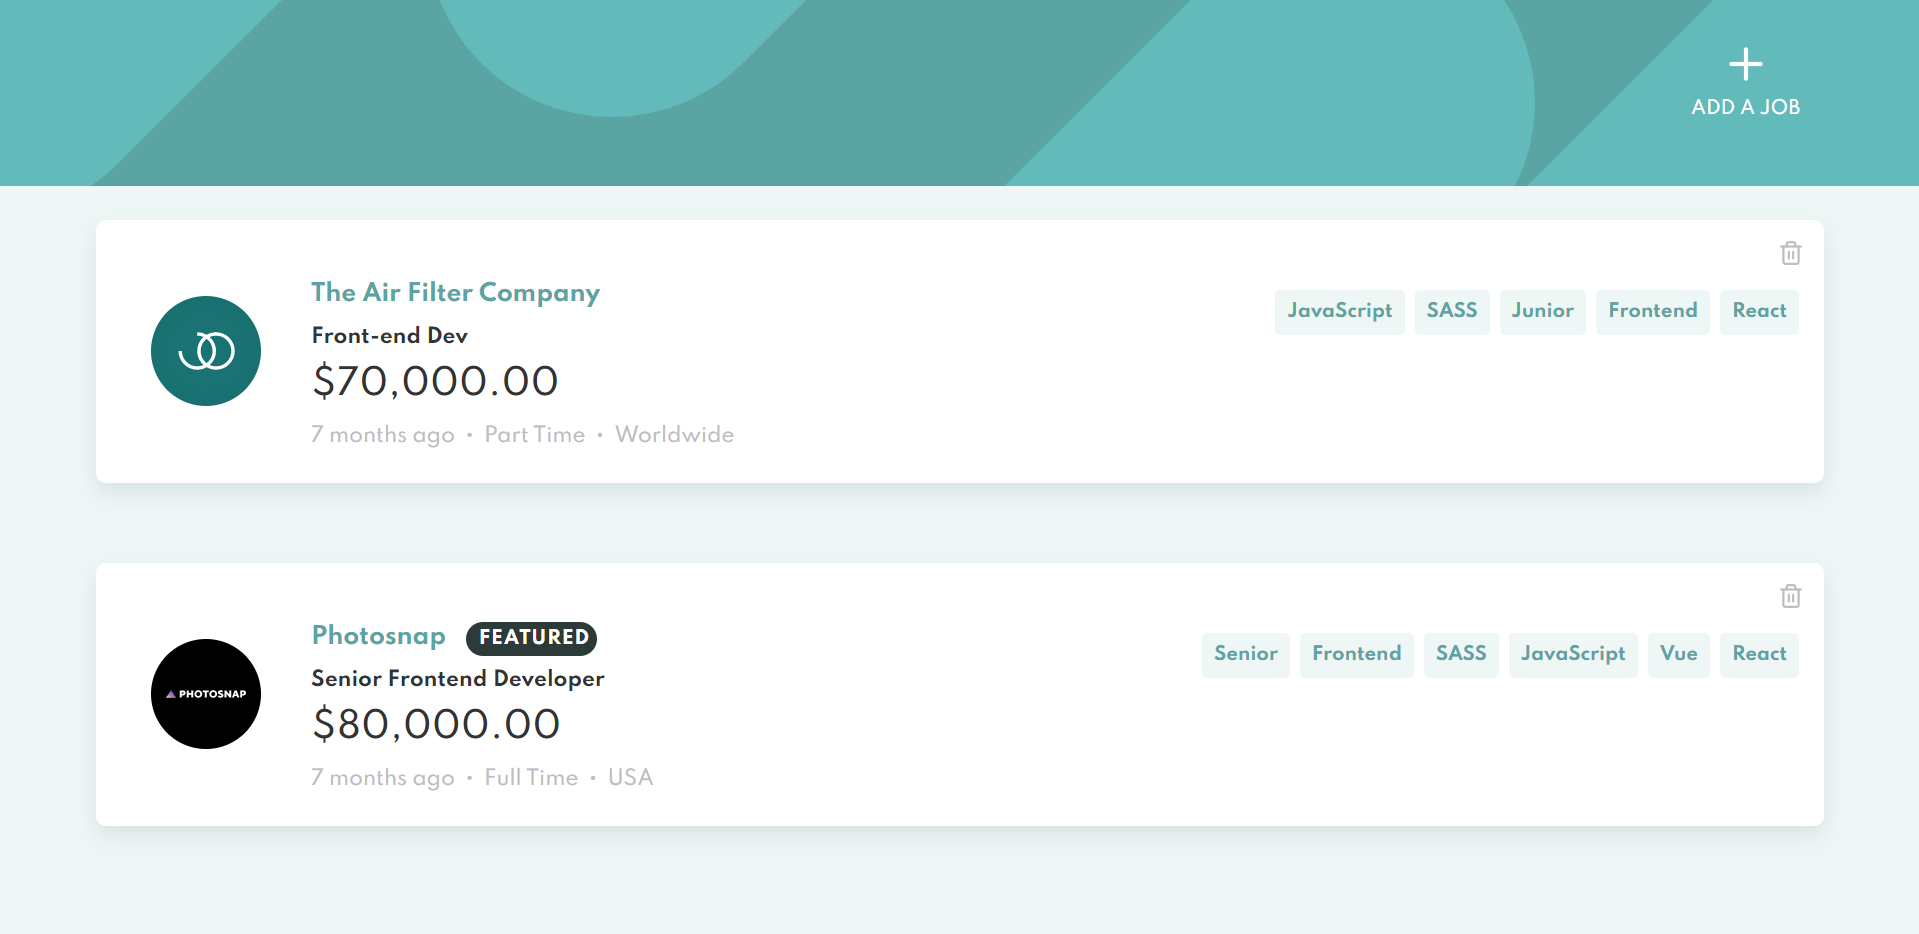 ADD A JOB
The Air Filter Company
Front-end Dev
$70,000.00
7 months ago • Part Time • Worldwide
JavaScript SASS Junior Frontend React
PHOTOSNAP
Photosnap FEATURED
Senior Frontend Developer
$80,000.00
7 months ago • Full Time • USA
Senior Frontend SASS JavaScript Vue React